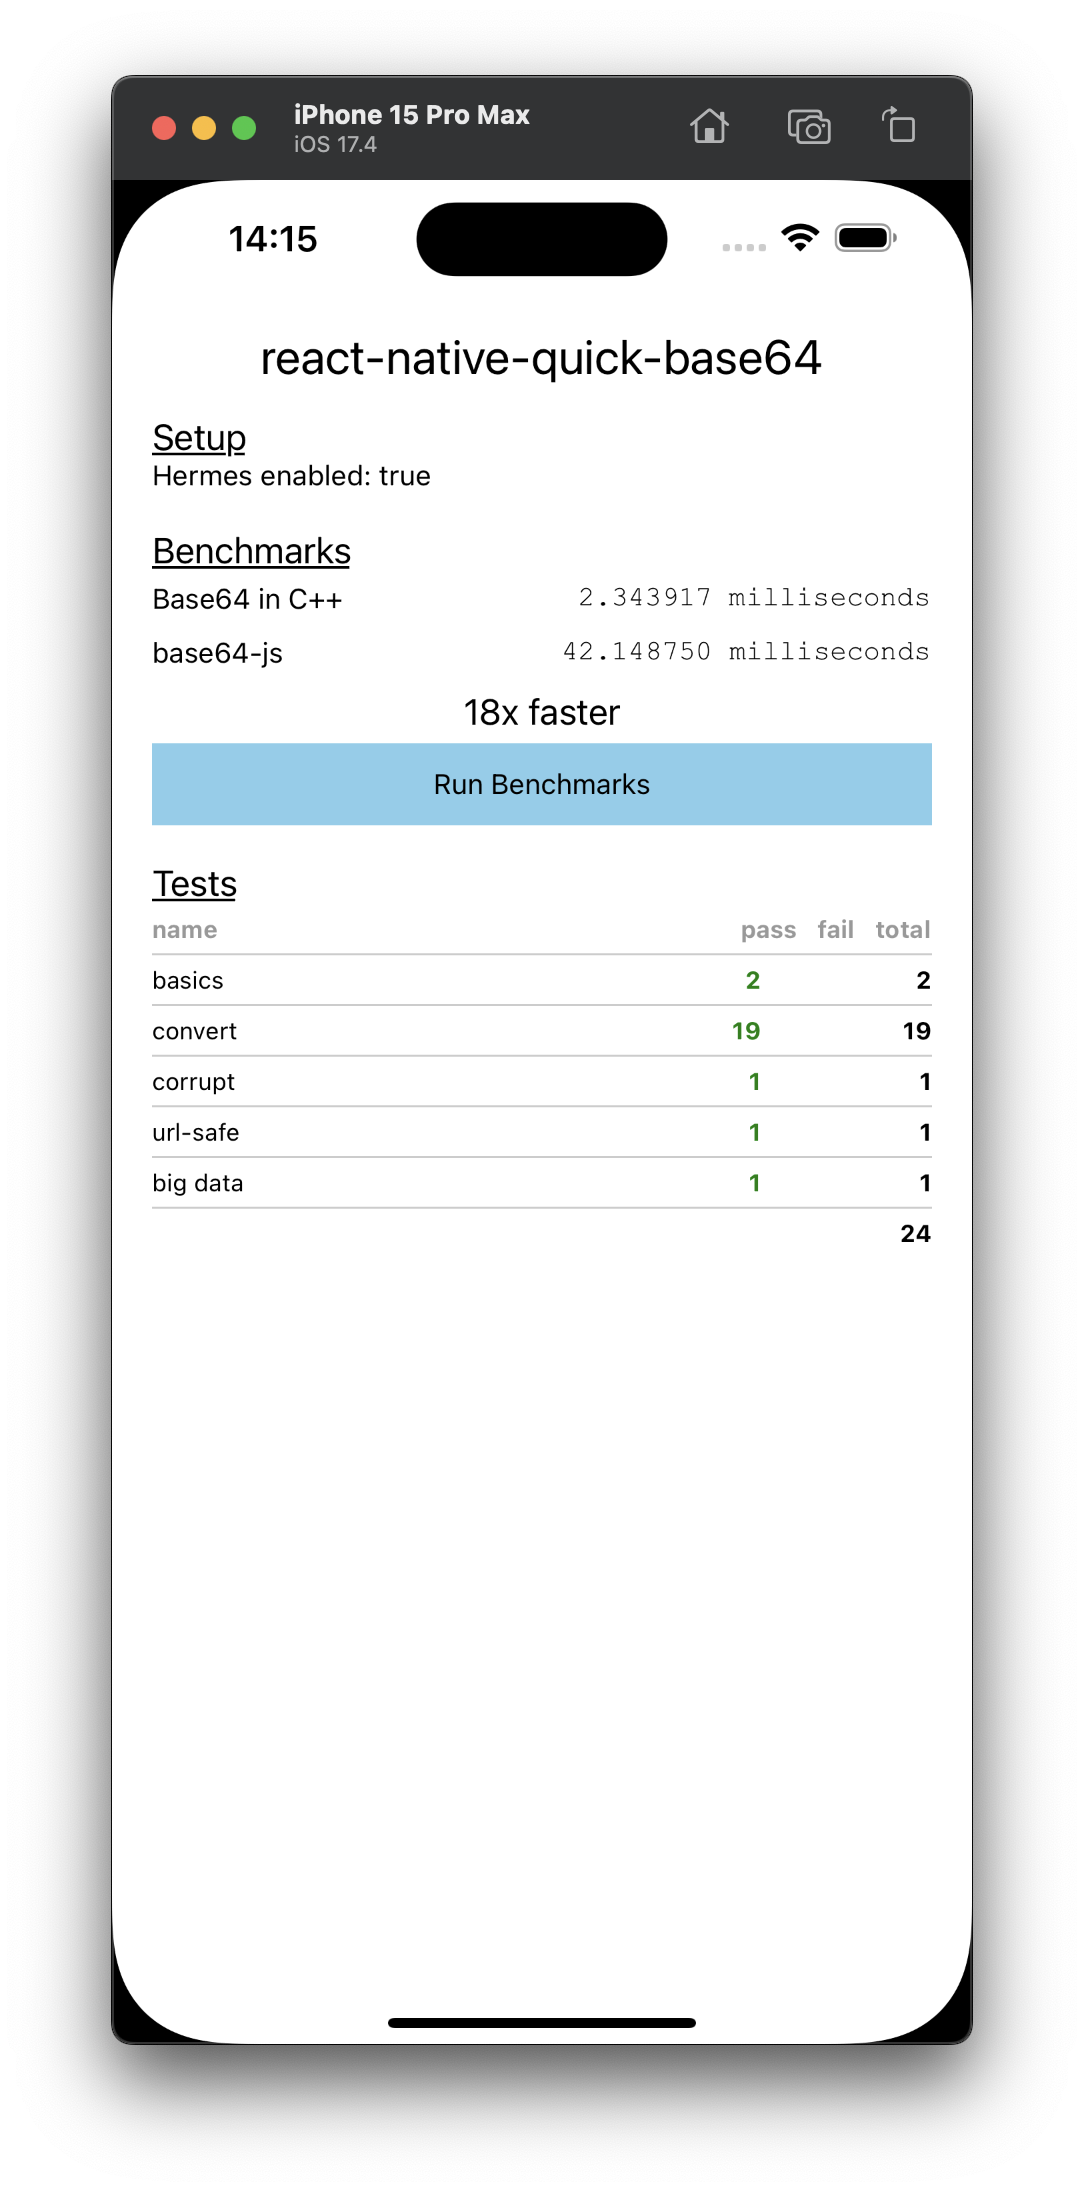 iPhone 15 Pro Max
iOS 17.4
14:15
react-native-quick-base64
Setup
Hermes enabled: true
Benchmarks
Base64 in C++ 2.343917 milliseconds
base64-js 42.148750 milliseconds
18x faster
Run Benchmarks
Tests
name pass fail total
basics 2 2
convert 19 19
corrupt 1 1
url-safe 1 1
big data 1 1
24